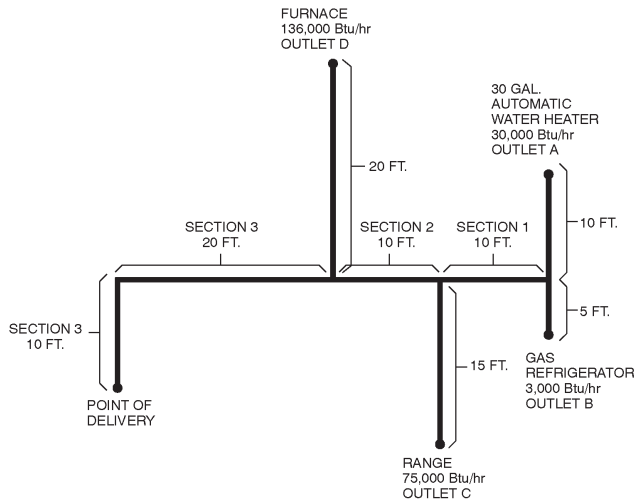 FURNACE
136,000 Btu/hr
OUTLET D
30 GAL.
AUTOMATIC
WATER HEATER
30,000 Btu/hr
OUTLET A
20 FT.
SECTION 3
20 FT.
SECTION 2
10 FT.
SECTION 1
10 FT.
10 FT.
SECTION 3
10 FT.
5 FT.
15 FT.
GAS
REFRIGERATOR
3,000 Btu/hr
OUTLET B
POINT OF
DELIVERY
RANGE
75,000 Btu/hr
OUTLET C